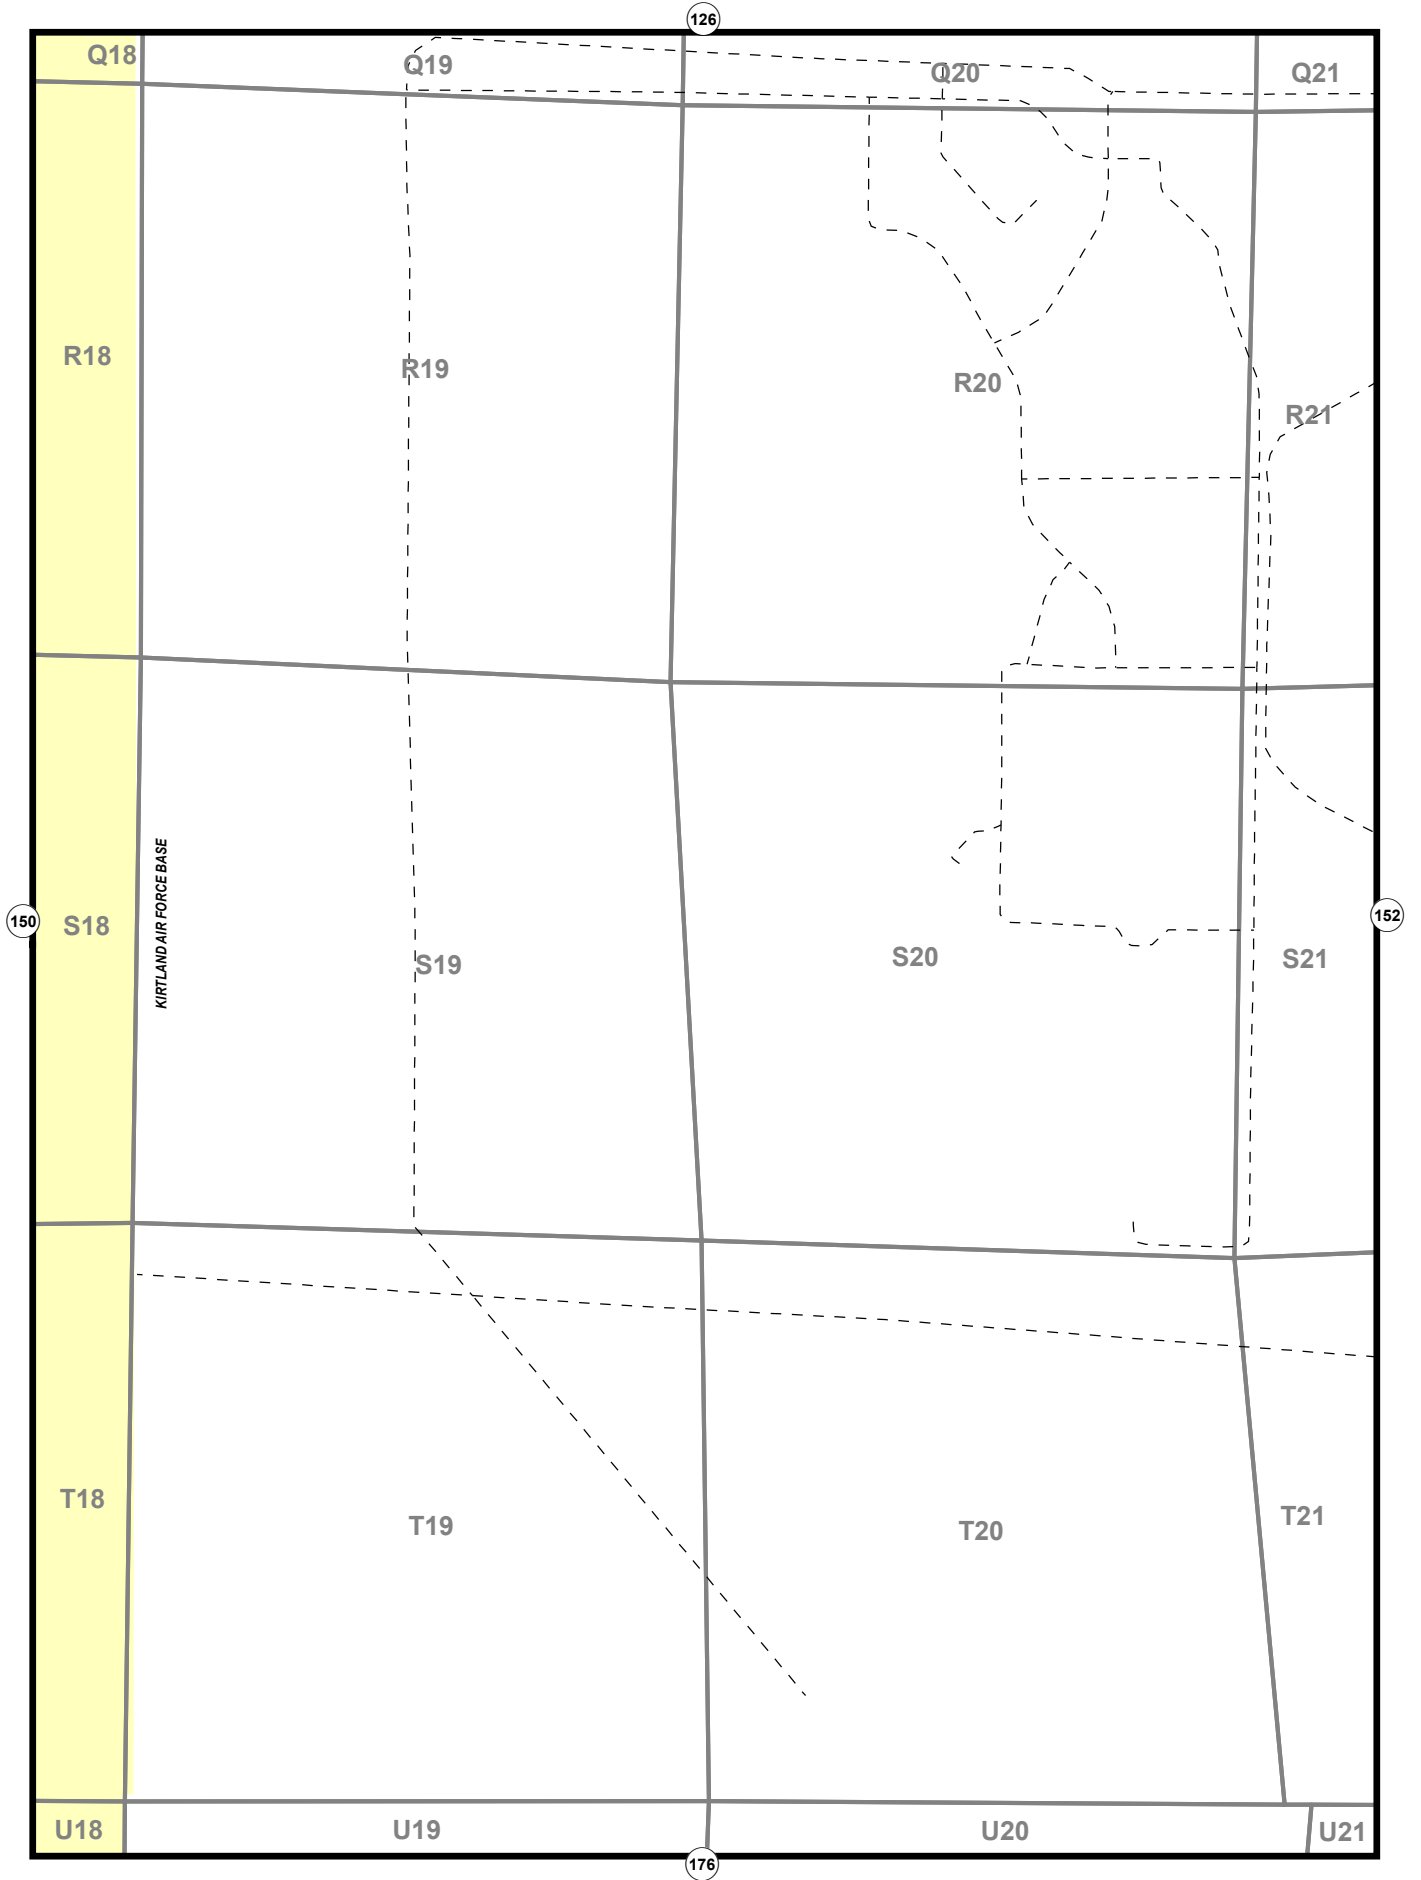 126
Q18
Q19
Q20
Q21
R18
R19
R20
R21
KIRTLAND AIR FORCE BASE
150
152
S18
S19
S20
S21
T18
T19
T20
T21
U18
U19
U20
U21
176